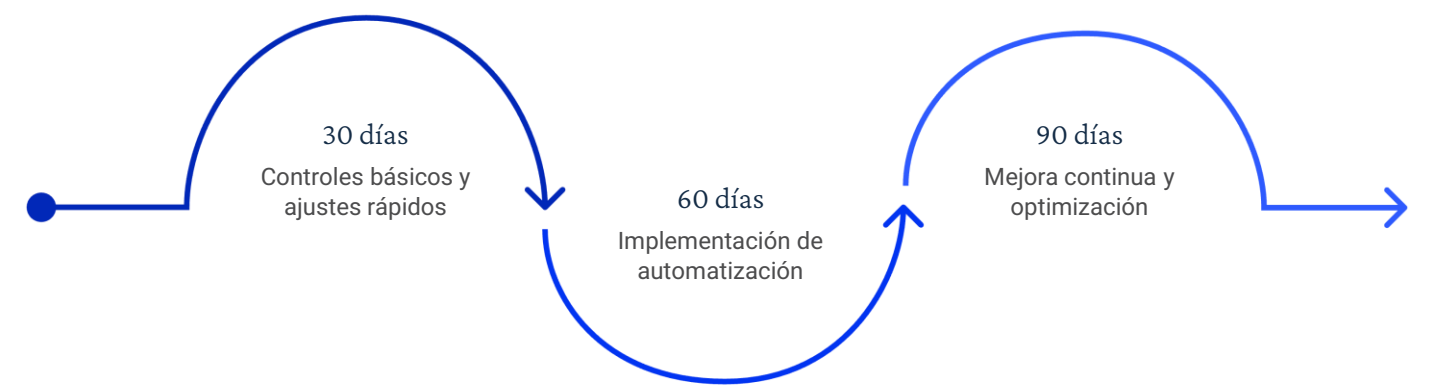 30 días
Controles básicos y
ajustes rápidos
60 días
Implementación de
automatización
90 días
Mejora continua y
optimización